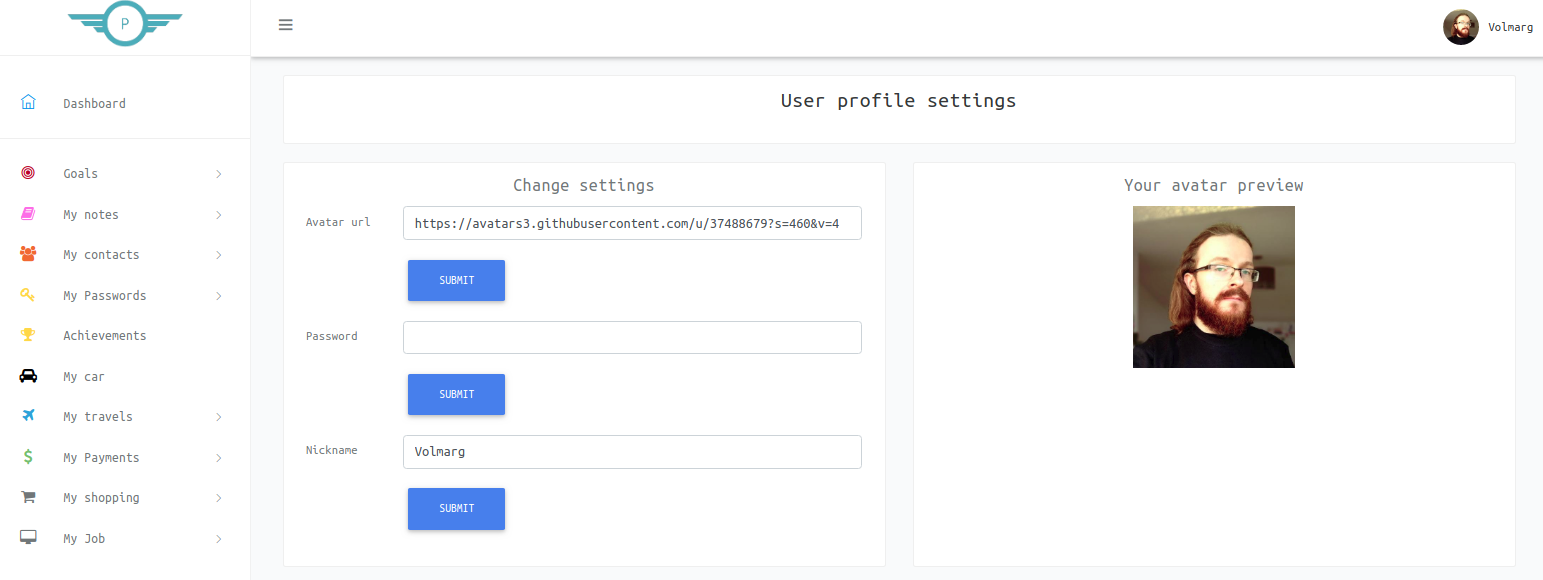 P
Volmarg
Dashboard
Goals
My notes
My contacts
My Passwords
Achievements
My car
My travels
My Payments
My shopping
My Job
User profile settings
Change settings
Avatar url
https://avatars3.githubusercontent.com/u/37488679?s=460&v=4
SUBMIT
Password
SUBMIT
Nickname
Volmarg
SUBMIT
Your avatar preview